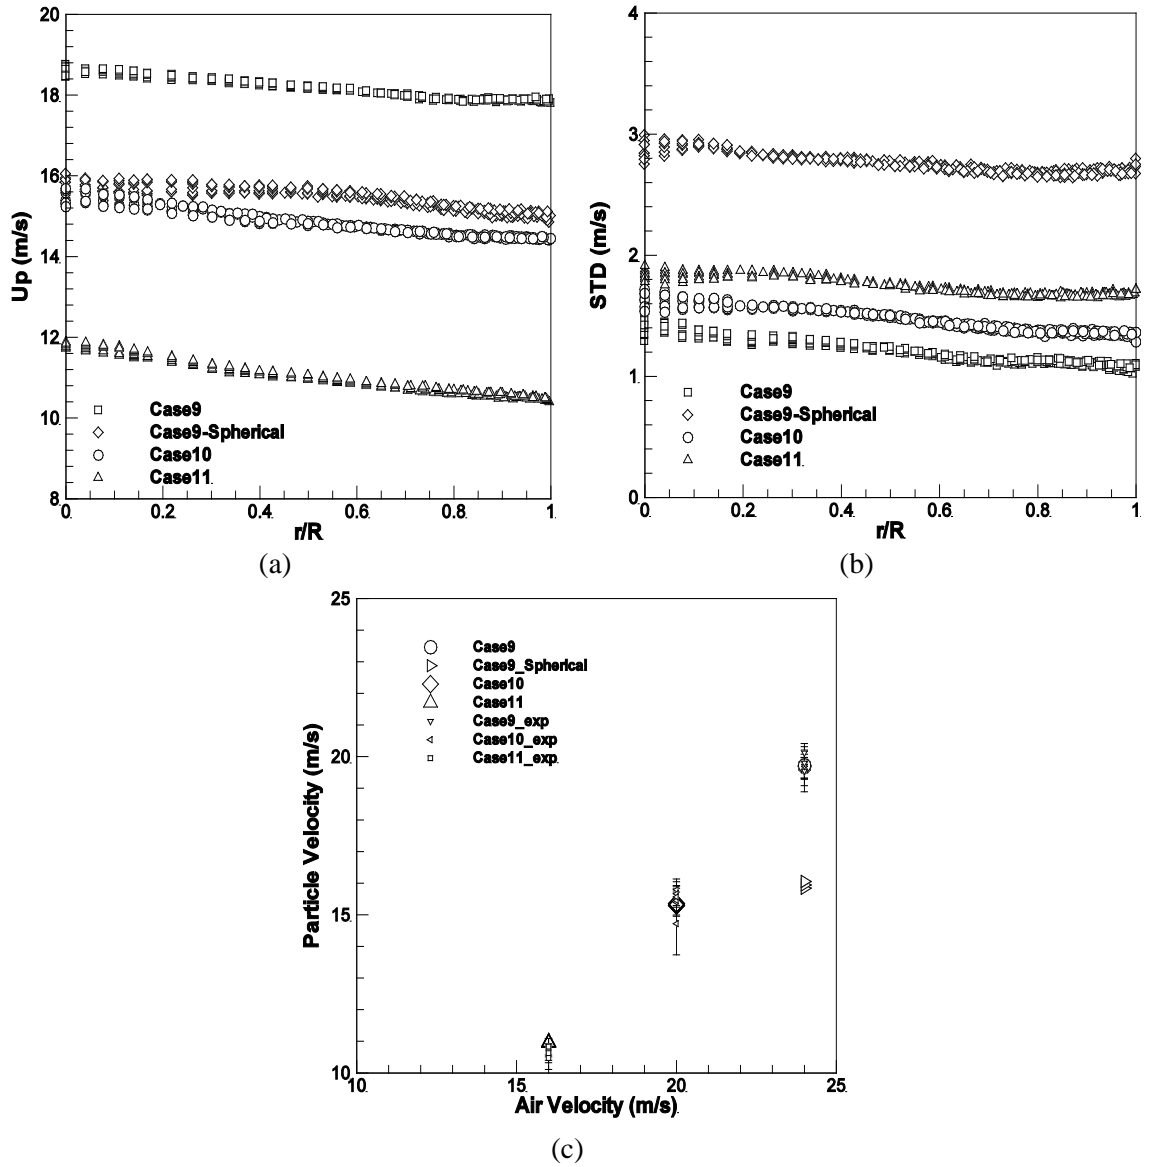 20
18
16
14
12
10
8
Up (m/s)
Case9
Case9-Spherical
Case10
Case11
0. 0.2 0.4 0.6 0.8 1.
r/R
(a)
4
3
2
1
0
STD (m/s)
Case9
Case9-Spherical
Case10
Case11
0. 0.2 0.4 0.6 0.8 1.
r/R
(b)
25
20
15
10
Particle Velocity (m/s)
Case9
Case9_Spherical
Case10
Case11
Case9_exp
Case10_exp
Case11_exp
10 15 20 25
Air Velocity (m/s)
(c)